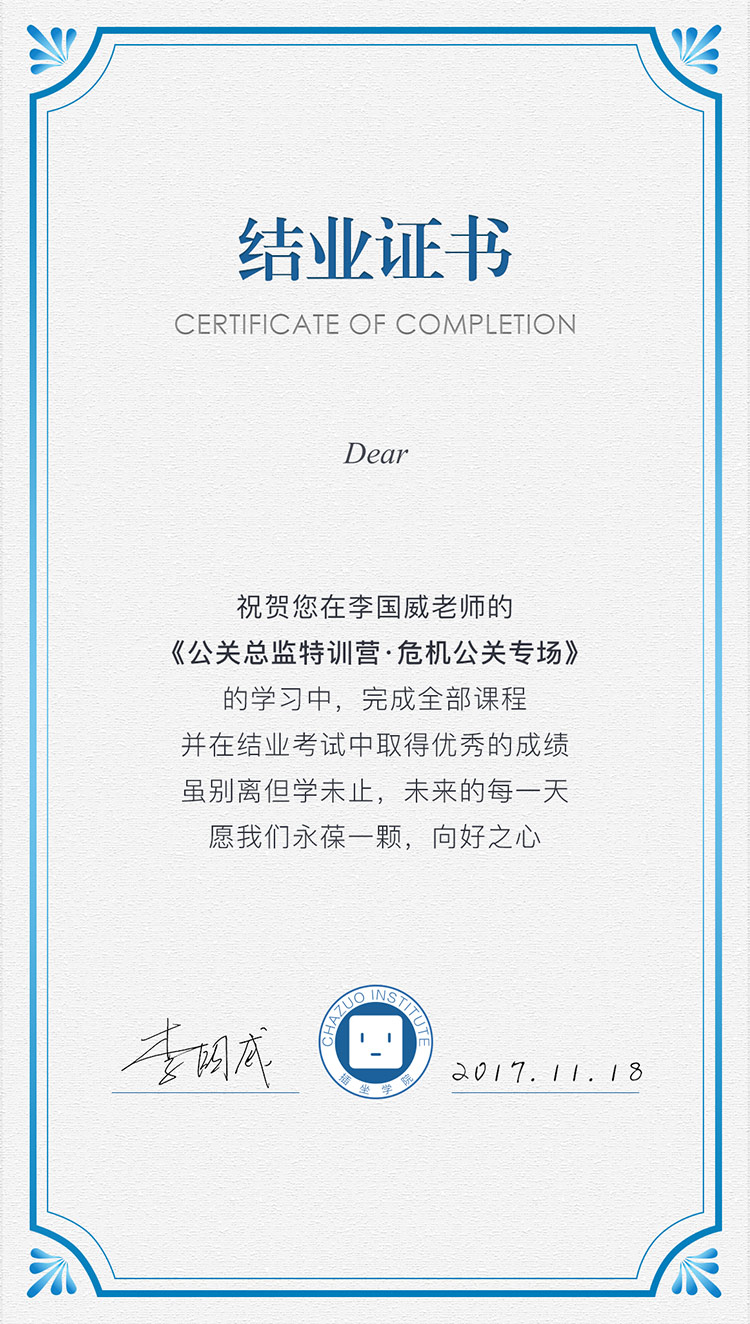 结业证书
CERTIFICATE OF COMPLETION
Dear
祝贺您在李国威老师的
《公关总监特训营·危机公关专场》
的学习中，完成全部课程
并在结业考试中取得优秀的成绩
虽别离但学未止，未来的每一天
愿我们永葆一颗，向好之心
李国威
CHAZUO INSTITUTE
插坐学院
2017.11.18